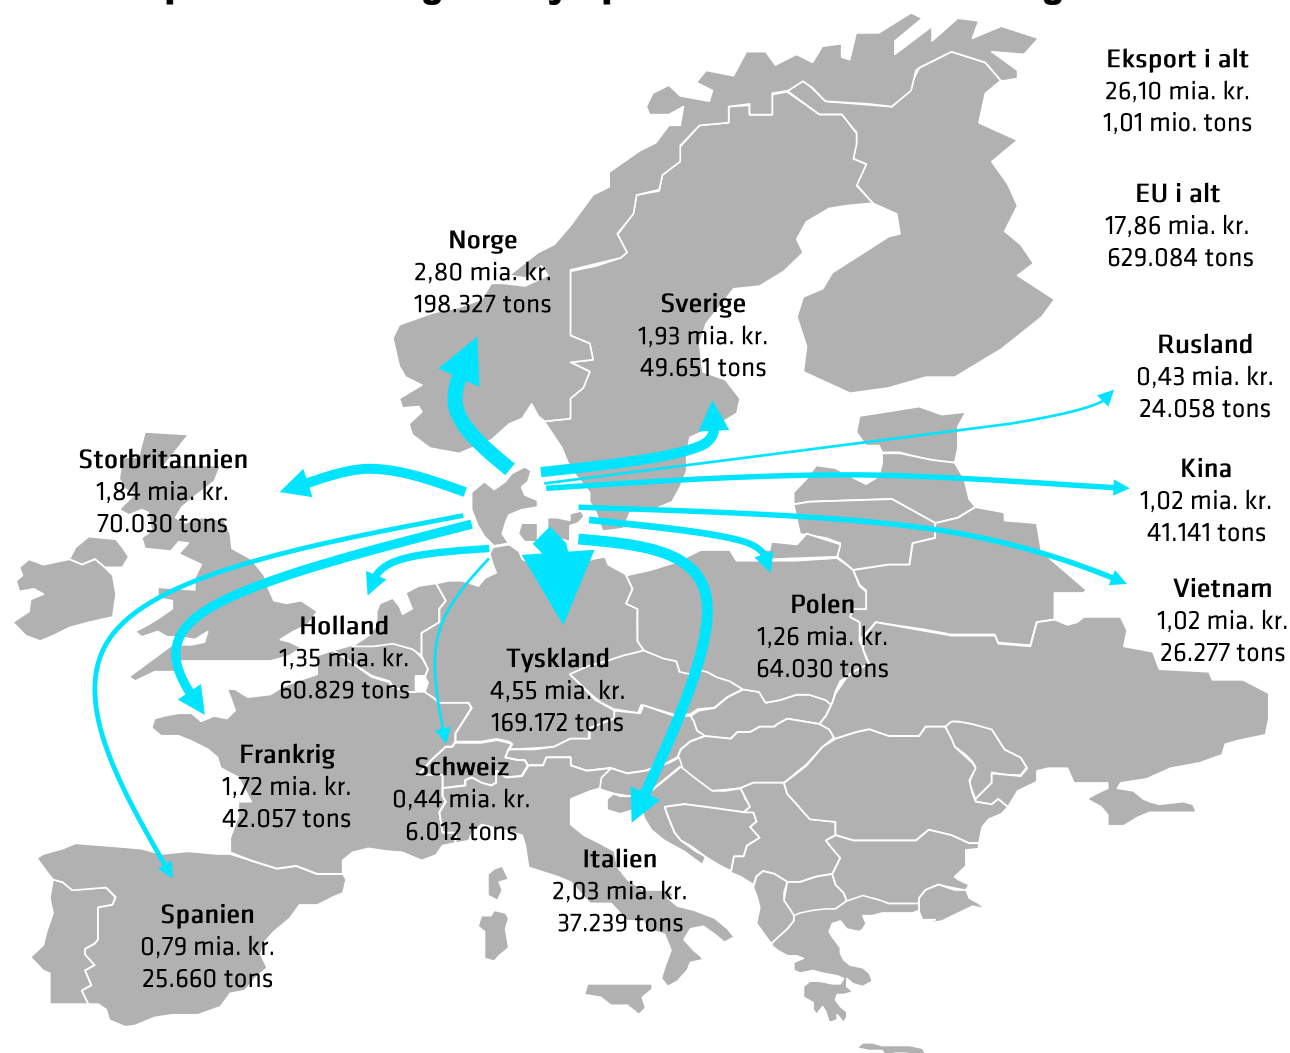 Eksport i alt
26,10 mia. kr.
1,01 mio. tons
EU i alt
17,86 mia. kr.
629.084 tons
Norge
2,80 mia. kr.
198.327 tons
Sverige
1,93 mia. kr.
49.651 tons
Rusland
0,43 mia. kr.
24.058 tons
Storbritannien
1,84 mia. kr.
70.030 tons
Kina
1,02 mia. kr.
41.141 tons
Vietnam
1,02 mia. kr.
26.277 tons
Holland
1,35 mia. kr.
60.829 tons
Tyskland
4,55 mia. kr.
169.172 tons
Polen
1,26 mia. kr.
64.030 tons
Frankrig
1,72 mia. kr.
42.057 tons
Schweiz
0,44 mia. kr.
6.012 tons
Italien
2,03 mia. kr.
37.239 tons
Spanien
0,79 mia. kr.
25.660 tons